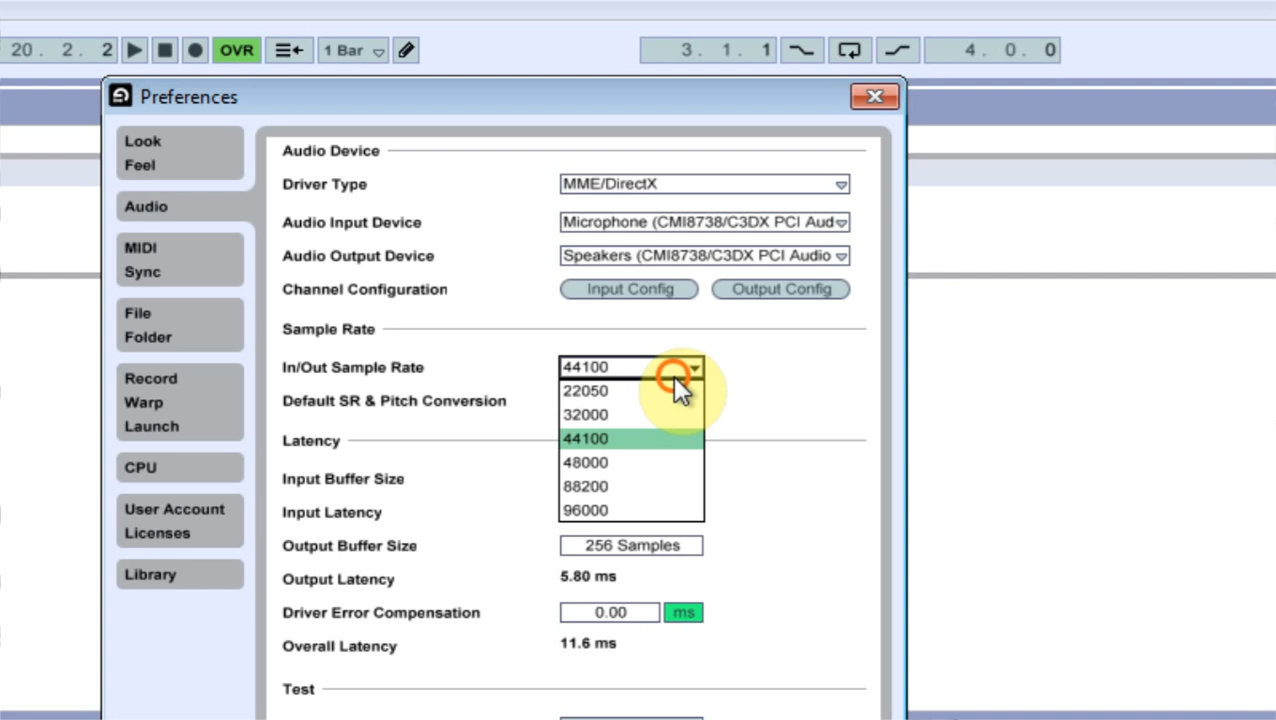 20. 2. 2 OVR 1 Bar 3. 1. 1 4. 0. 0
Preferences
Look
Feel
Audio
MIDI
Sync
File
Folder
Record
Warp
Launch
CPU
User Account
Licenses
Library
Audio Device
Driver Type MME/DirectX
Audio Input Device Microphone (CMI8738/C3DX PCI Aud
Audio Output Device Speakers (CMI8738/C3DX PCI Audio
Channel Configuration Input Config Output Config
Sample Rate
In/Out Sample Rate 44100
22050
32000
44100
48000
88200
96000
Default SR & Pitch Conversion
Latency
Input Buffer Size
Input Latency
Output Buffer Size 256 Samples
Output Latency 5.80 ms
Driver Error Compensation 0.00 ms
Overall Latency 11.6 ms
Test